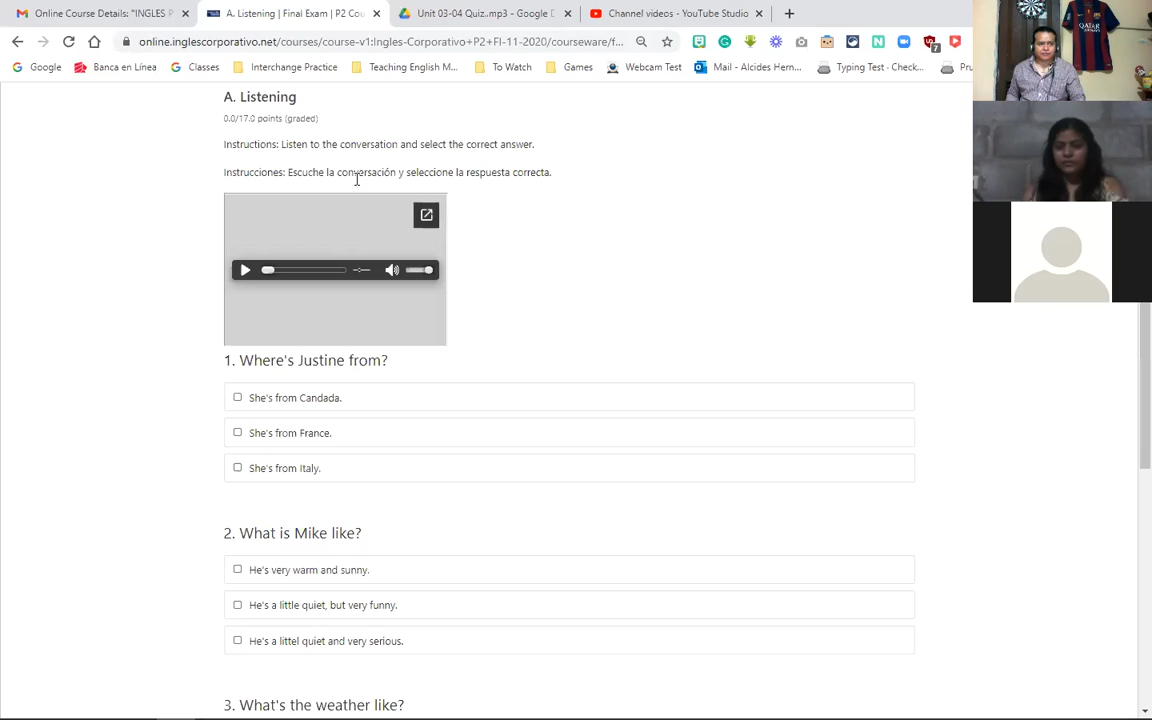 Online Course Details: "INGLES P
A. Listening | Final Exam | P2 Cou
Unit 03-04 Quiz..mp3 - Google D
Channel videos - YouTube Studio
online.inglescorporativo.net/courses/course-v1:Ingles-Corporativo+P2+FI-11-2020/courseware/f...
7
Google
Banca en Línea
Classes
Interchange Practice
Teaching English M...
To Watch
Games
Webcam Test
Mail - Alcides Hern...
Typing Test - Check...
Pru
QATAR
A. Listening
0.0/17.0 points (graded)
Instructions: Listen to the conversation and select the correct answer.
Instrucciones: Escuche la conversación y seleccione la respuesta correcta.
-:--
1. Where's Justine from?
She's from Candada.
She's from France.
She's from Italy.
2. What is Mike like?
He's very warm and sunny.
He's a little quiet, but very funny.
He's a littel quiet and very serious.
3. What's the weather like?